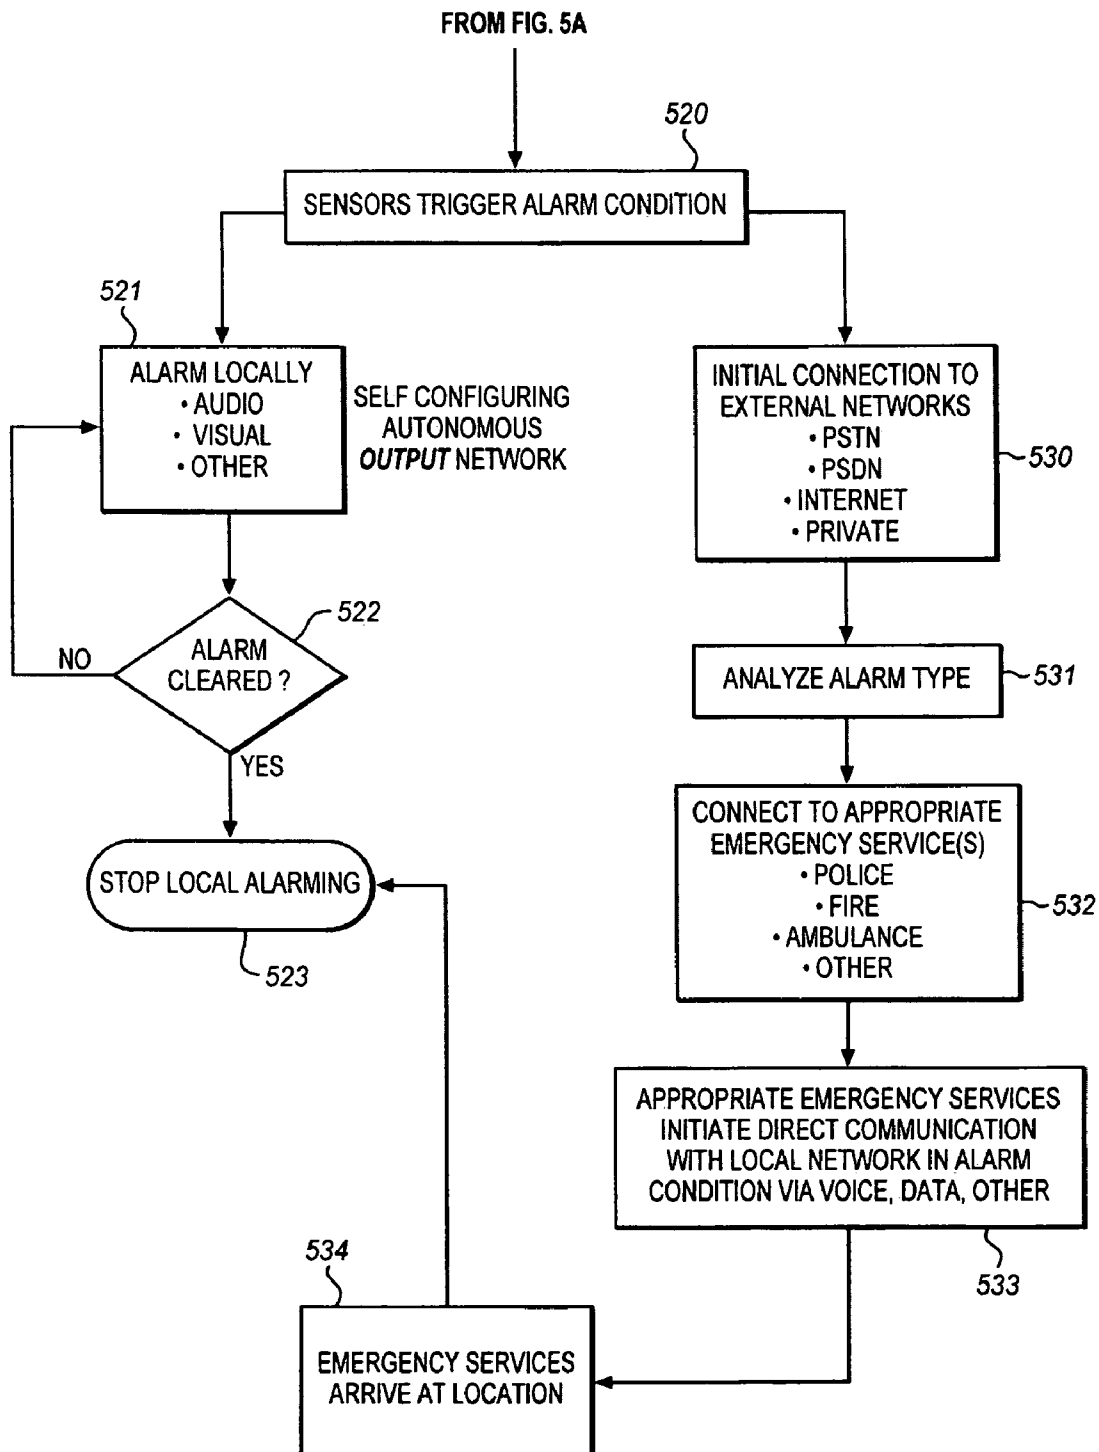 FROM FIG. 5A
520
SENSORS TRIGGER ALARM CONDITION
521
ALARM LOCALLY
• AUDIO
• VISUAL
• OTHER
SELF CONFIGURING
AUTONOMOUS
OUTPUT NETWORK
522
ALARM
CLEARED ?
NO
YES
STOP LOCAL ALARMING
523
INITIAL CONNECTION TO
EXTERNAL NETWORKS
• PSTN
• PSDN
• INTERNET
• PRIVATE
530
ANALYZE ALARM TYPE
531
CONNECT TO APPROPRIATE
EMERGENCY SERVICE(S)
• POLICE
• FIRE
• AMBULANCE
• OTHER
532
APPROPRIATE EMERGENCY SERVICES
INITIATE DIRECT COMMUNICATION
WITH LOCAL NETWORK IN ALARM
CONDITION VIA VOICE, DATA, OTHER
533
534
EMERGENCY SERVICES
ARRIVE AT LOCATION